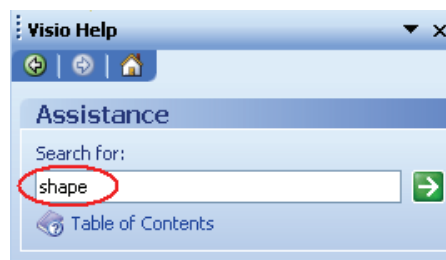 Visio Help
Assistance
Search for:
shape
Table of Contents